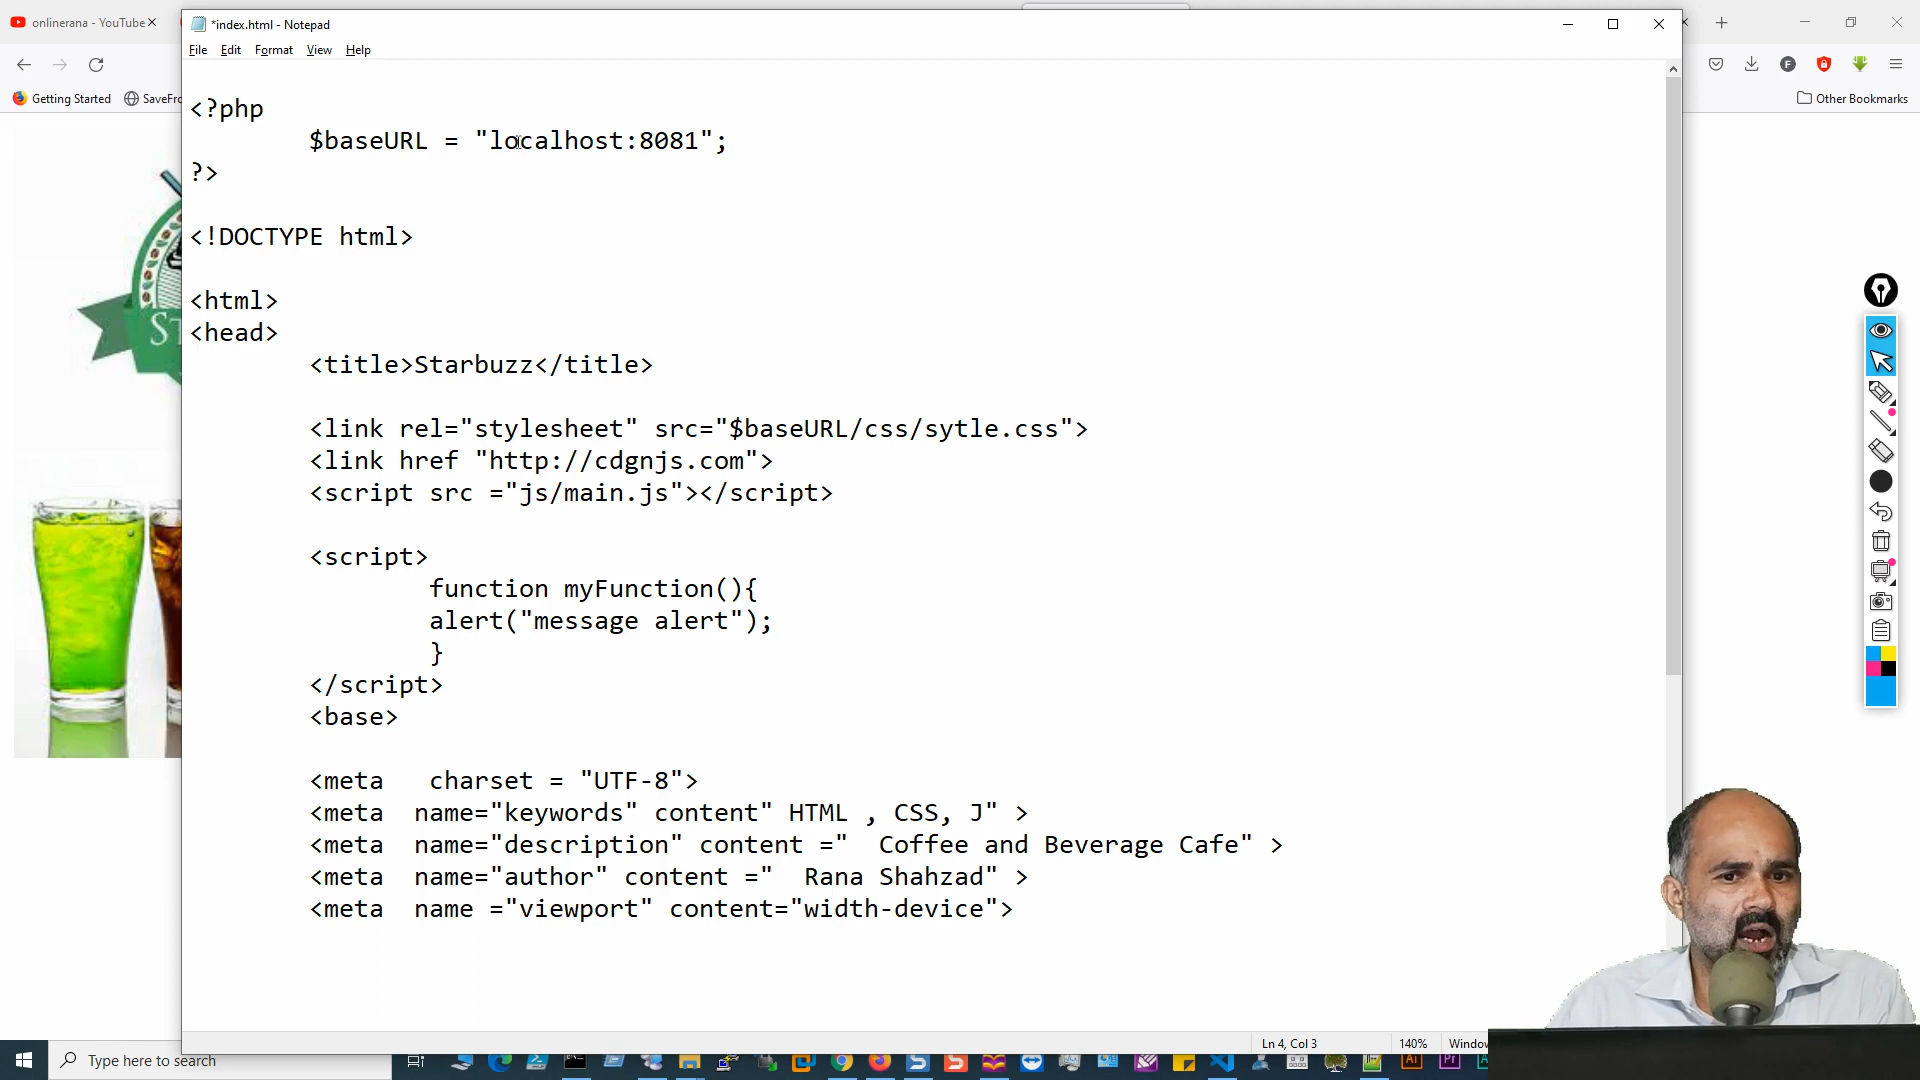 onlinerana - YouTube
*index.html - Notepad
File Edit Format View Help
Getting Started
SaveFro
Other Bookmarks
<?php
$baseURL = "localhost:8081";
?>
<!DOCTYPE html>
<html>
<head>
<title>Starbuzz</title>
<link rel="stylesheet" src="$baseURL/css/sytle.css">
<link href "http://cdgnjs.com">
<script src ="js/main.js"></script>
<script>
function myFunction(){
alert("message alert");
}
</script>
<base>
<meta charset = "UTF-8">
<meta name="keywords" content" HTML , CSS, J" >
<meta name="description" content =" Coffee and Beverage Cafe" >
<meta name="author" content =" Rana Shahzad" >
<meta name ="viewport" content="width-device">
Ln 4, Col 3
140%
Window
Type here to search